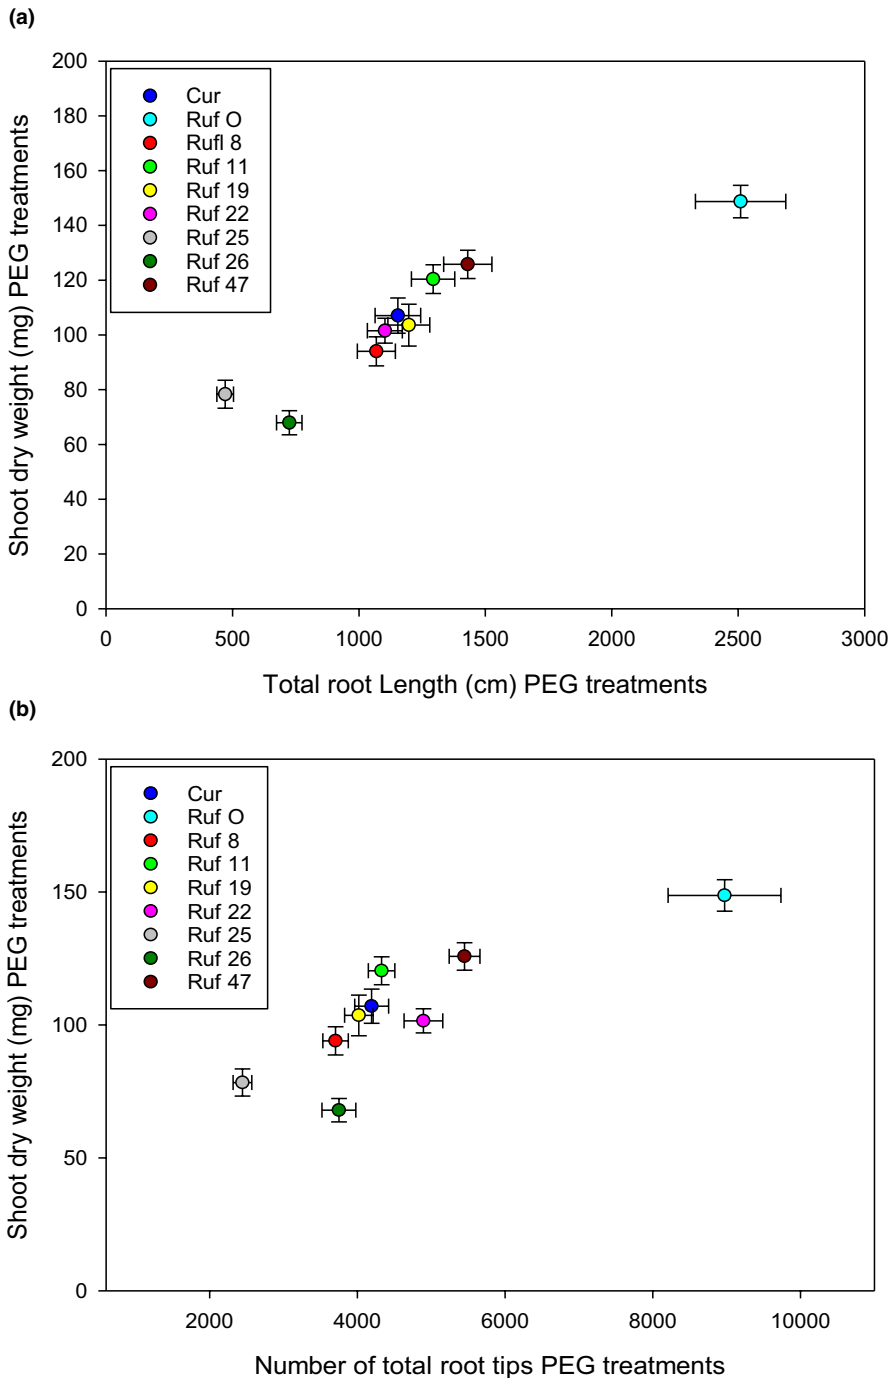 (a)
200
180
160
140
120
100
80
60
40
20
0
Shoot dry weight (mg) PEG treatments
Cur
Ruf O
Rufl 8
Ruf 11
Ruf 19
Ruf 22
Ruf 25
Ruf 26
Ruf 47
0 500 1000 1500 2000 2500 3000
Total root Length (cm) PEG treatments
(b)
200
150
100
50
0
Shoot dry weight (mg) PEG treatments
Cur
Ruf O
Ruf 8
Ruf 11
Ruf 19
Ruf 22
Ruf 25
Ruf 26
Ruf 47
2000 4000 6000 8000 10000
Number of total root tips PEG treatments